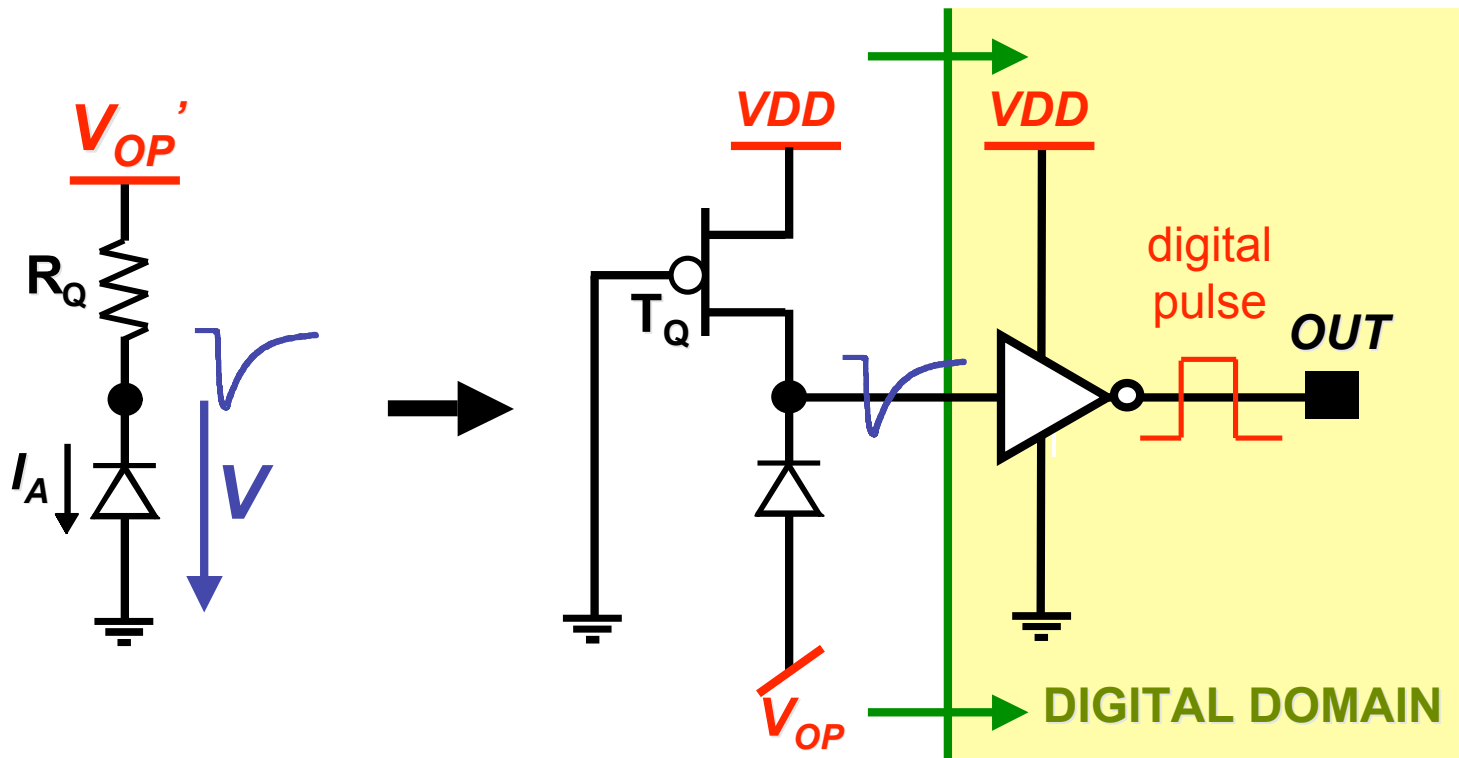 V_OP'
R_Q
I_A
V
VDD
T_Q
V_OP
VDD
digital
pulse
OUT
DIGITAL DOMAIN